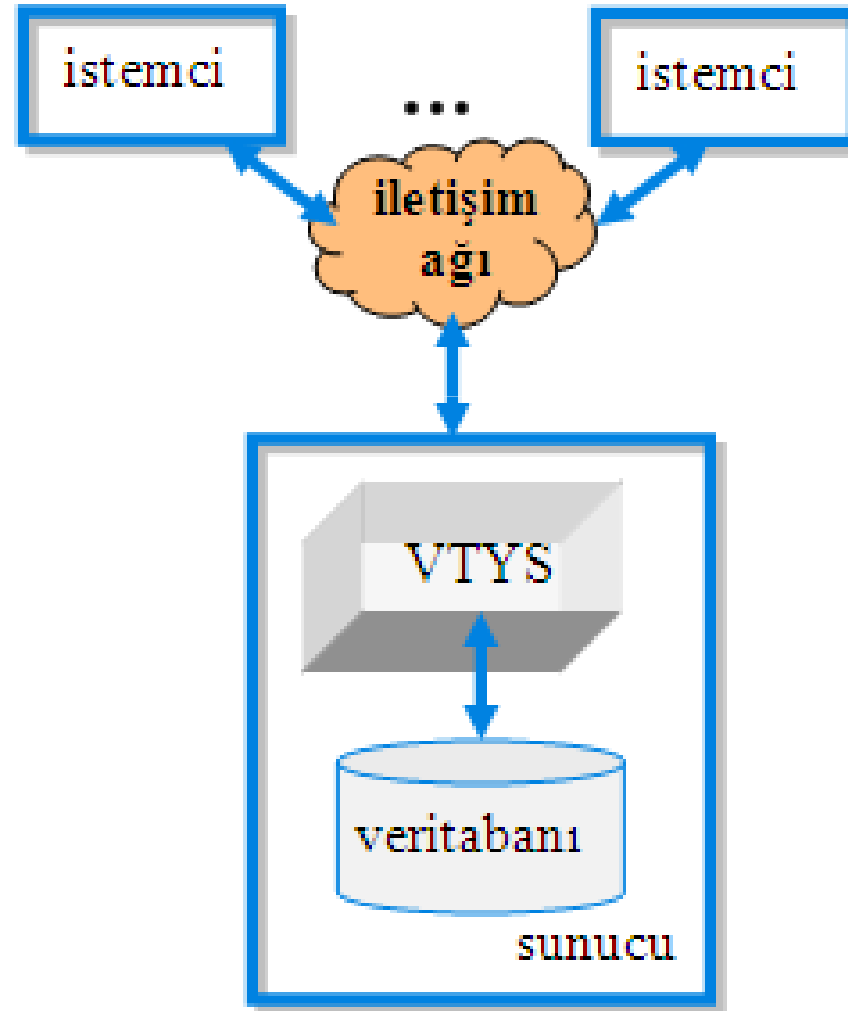 istemci
istemci
...
iletişim
ağı
VTYS
veritabanı
sunucu